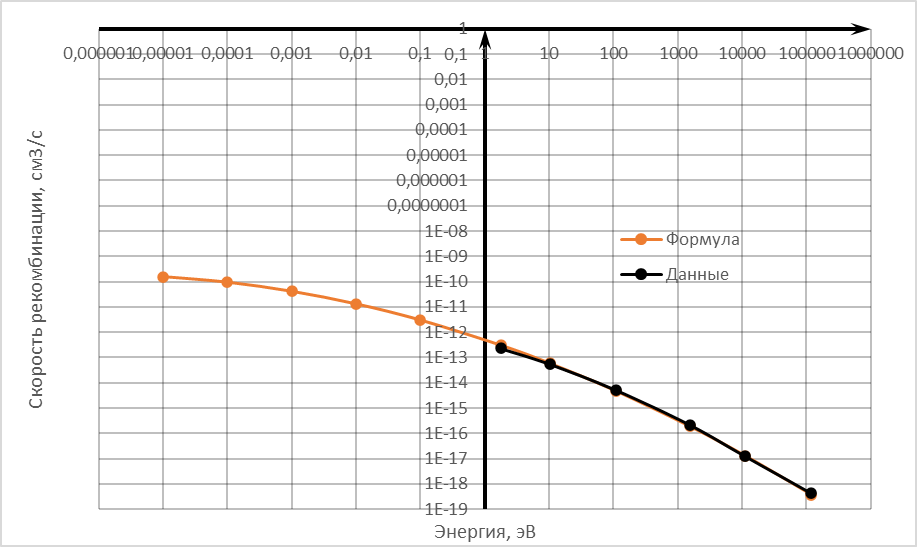 1
0,000001 0,00001 0,0001 0,001 0,01 0,1 0,1 1 10 100 1000 10000 100000 1000000
0,01
0,001
0,0001
0,00001
0,000001
0,0000001
1E-08
1E-09
1E-10
1E-11
1E-12
1E-13
1E-14
1E-15
1E-16
1E-17
1E-18
1E-19
Скорость рекомбинации, см3/с
Формула
Данные
Энергия, эВ